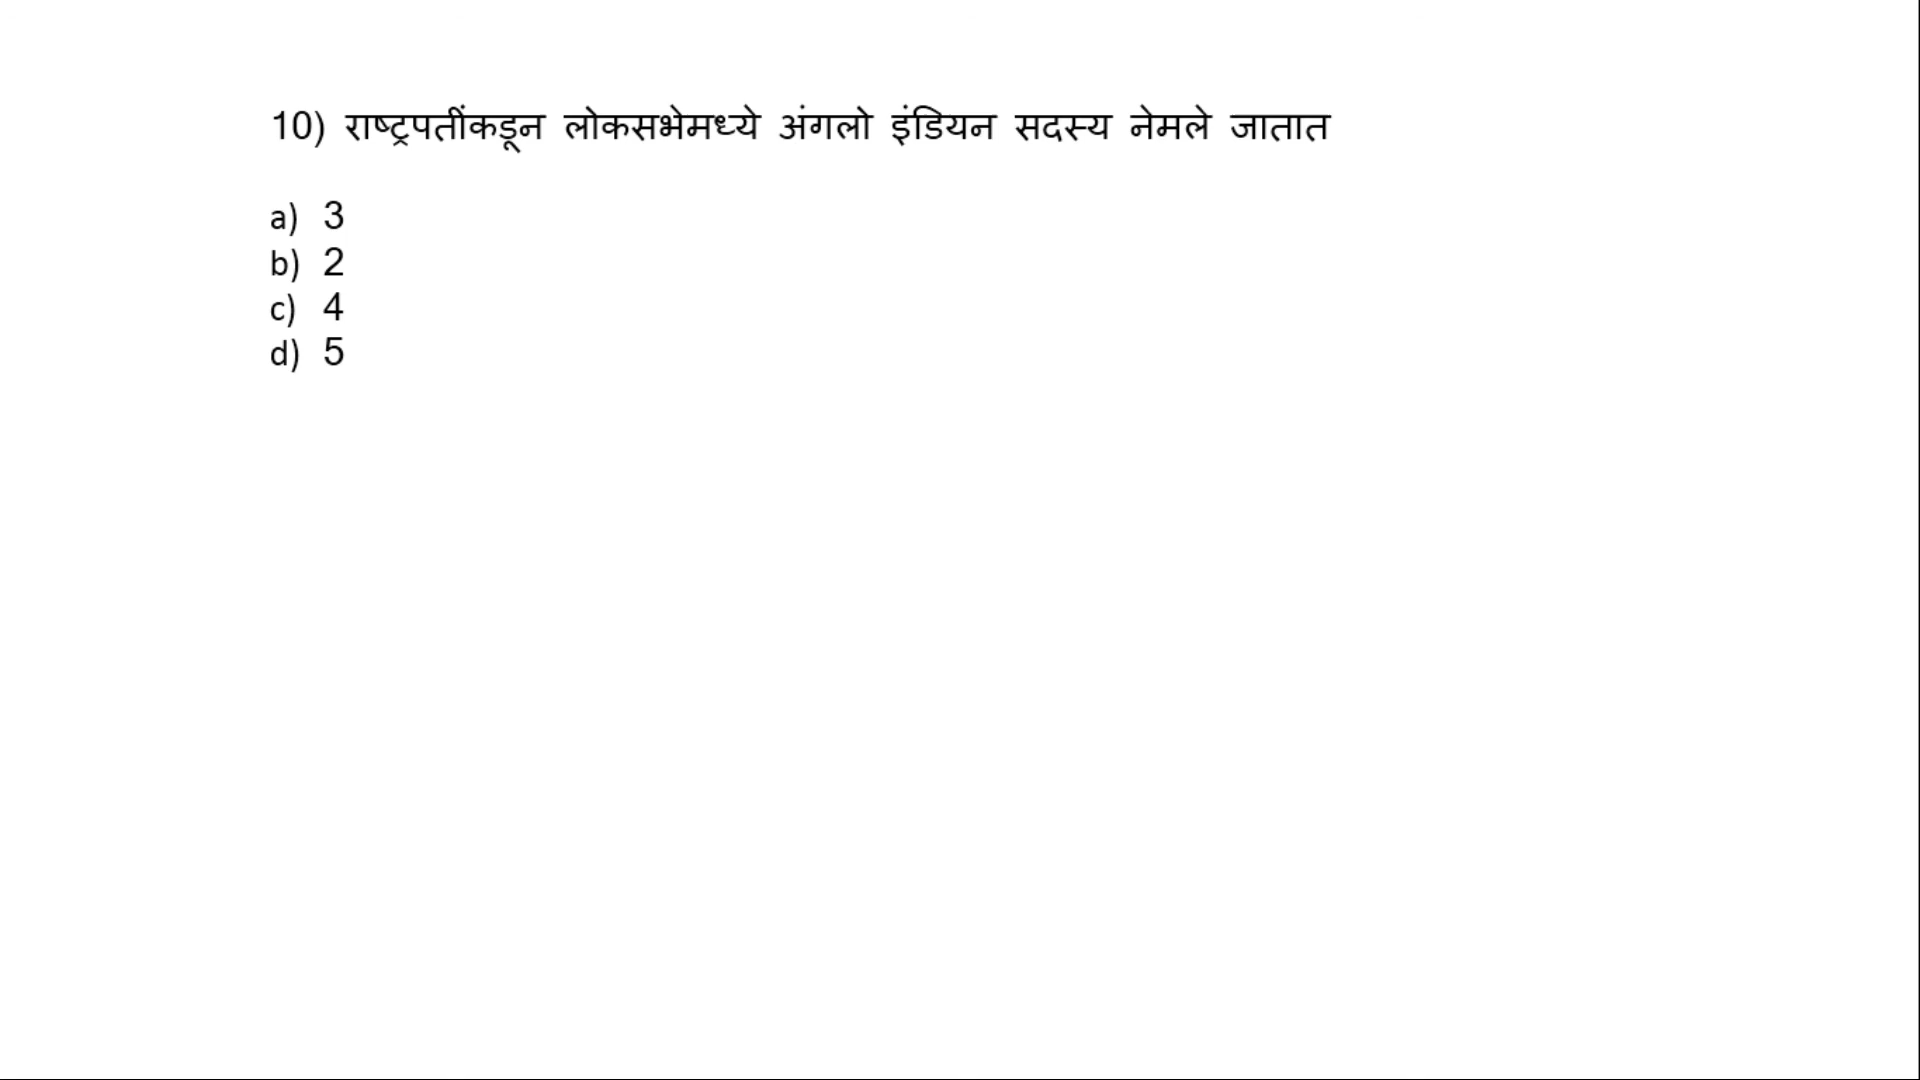 10) राष्ट्रपतींकडून लोकसभेमध्ये अंगलो इंडियन सदस्य नेमले जातात
a) 3
b) 2
c) 4
d) 5